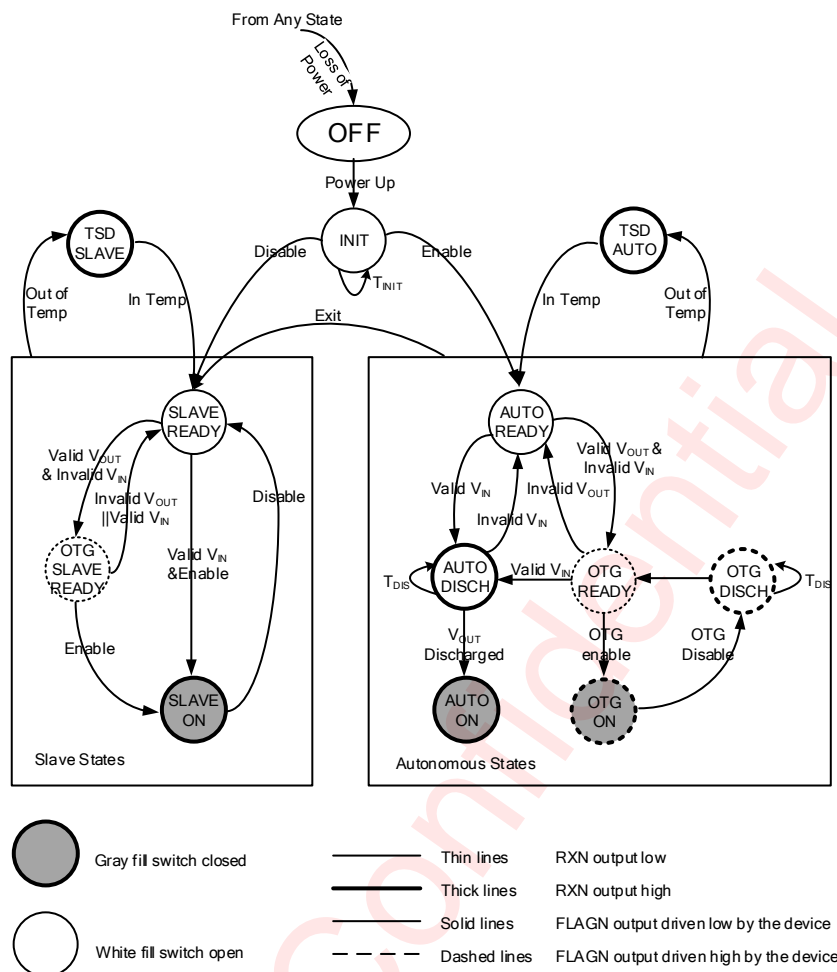 From Any State
Loss of
Power
OFF
Power Up
TSD
SLAVE
INIT
TSD
AUTO
Disable
Enable
T_INIT
Out of
Temp
In Temp
In Temp
Out of
Temp
Exit
SLAVE
READY
AUTO
READY
Valid V_OUT
& Invalid V_IN
Invalid V_OUT
||Valid V_IN
Disable
Valid V_IN
Invalid V_IN
Invalid V_OUT
Valid V_OUT &
Invalid V_IN
OTG
SLAVE
READY
Valid V_IN
&Enable
T_DIS
AUTO
DISCH
Valid V_IN
OTG
READY
OTG
DISCH
T_DIS
Enable
V_OUT
Discharged
OTG
enable
OTG
Disable
SLAVE
ON
AUTO
ON
OTG
ON
Slave States
Autonomous States
Gray fill switch closed
White fill switch open
Thin lines RXN output low
Thick lines RXN output high
Solid lines FLAGN output driven low by the device
Dashed lines FLAGN output driven high by the device
Confidential